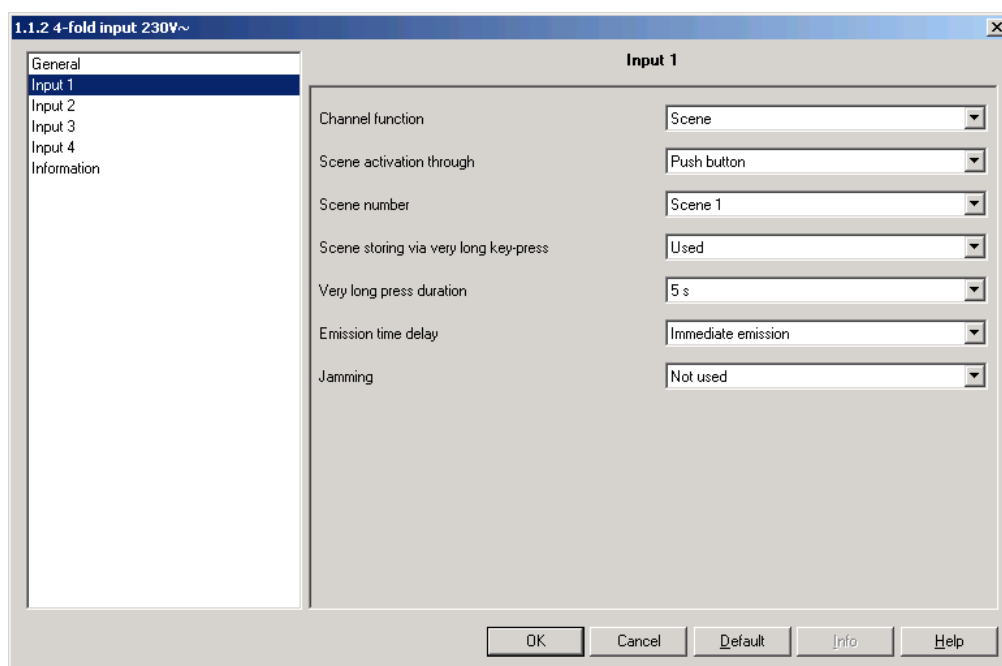 1.1.2 4-fold input 230V~
General
Input 1
Input 2
Input 3
Input 4
Information
Input 1
Channel function Scene
Scene activation through Push button
Scene number Scene 1
Scene storing via very long key-press Used
Very long press duration 5 s
Emission time delay Immediate emission
Jamming Not used
OK Cancel Default Info Help